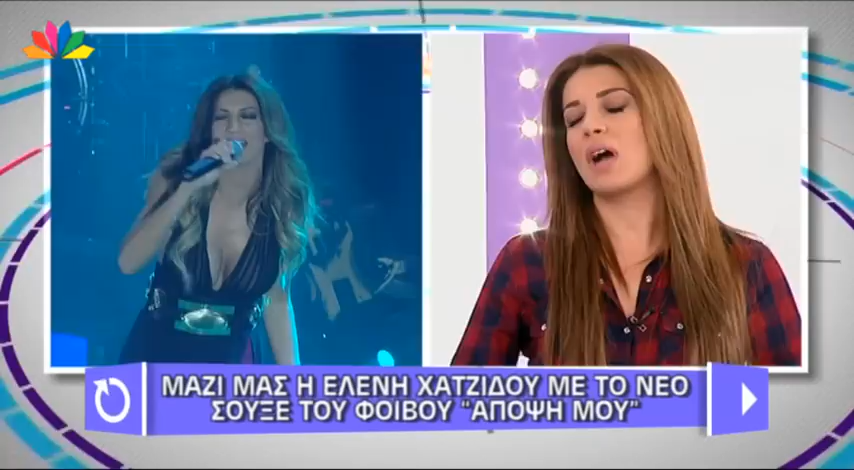 ΜΑΖΙ ΜΑΣ Η ΕΛΕΝΗ ΧΑΤΖΙΔΟΥ ΜΕ ΤΟ ΝΕΟ
ΣΟΥΞΕ ΤΟΥ ΦΟΙΒΟΥ "ΑΠΟΨΗ ΜΟΥ"